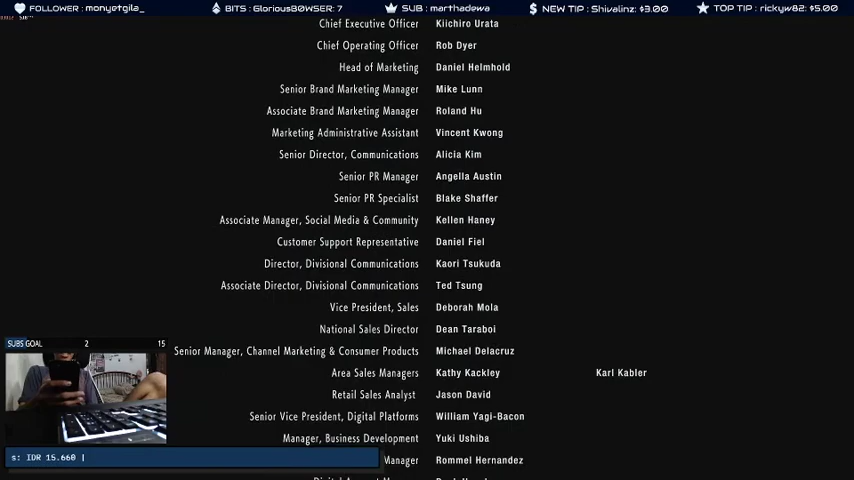 FOLLOWER : monyetgila_ BITS : Glorious80WSER: 7 SUB : marthadewa NEW TIP : Shivalinz: $3.00 TOP TIP : rickyw82: $5.00
Chief Executive Officer Kiichiro Urata
Chief Operating Officer Rob Dyer
Head of Marketing Daniel Helmhold
Senior Brand Marketing Manager Mike Lunn
Associate Brand Marketing Manager Roland Hu
Marketing Administrative Assistant Vincent Kwong
Senior Director, Communications Alicia Kim
Senior PR Manager Angella Austin
Senior PR Specialist Blake Shaffer
Associate Manager, Social Media & Community Kellen Haney
Customer Support Representative Daniel Fiel
Director, Divisional Communications Kaori Tsukuda
Associate Director, Divisional Communications Ted Tsung
Vice President, Sales Deborah Mola
National Sales Director Dean Taraboi
SUBS GOAL 2 15
Senior Manager, Channel Marketing & Consumer Products Michael Delacruz
Area Sales Managers Kathy Kackley Karl Kabler
Retail Sales Analyst Jason David
Senior Vice President, Digital Platforms William Yagi-Bacon
Manager, Business Development Yuki Ushiba
s: IDR 15.660 |
Manager Rommel Hernandez